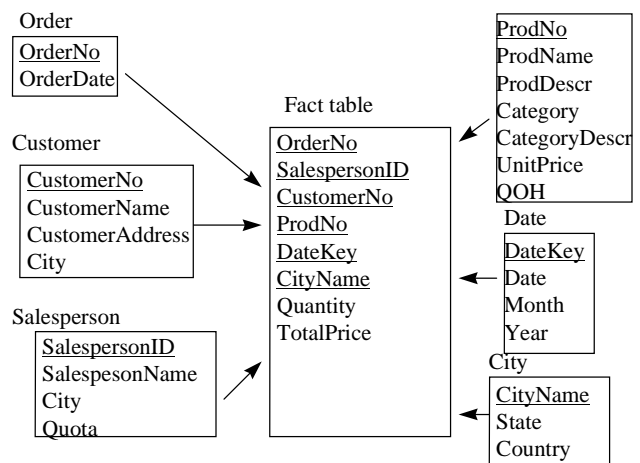 Order
OrderNo
OrderDate
Customer
CustomerNo
CustomerName
CustomerAddress
City
Salesperson
SalespersonID
SalespesonName
City
Quota
Fact table
OrderNo
SalespersonID
CustomerNo
ProdNo
DateKey
CityName
Quantity
TotalPrice
ProdNo
ProdName
ProdDescr
Category
CategoryDescr
UnitPrice
QOH
Date
DateKey
Date
Month
Year
City
CityName
State
Country